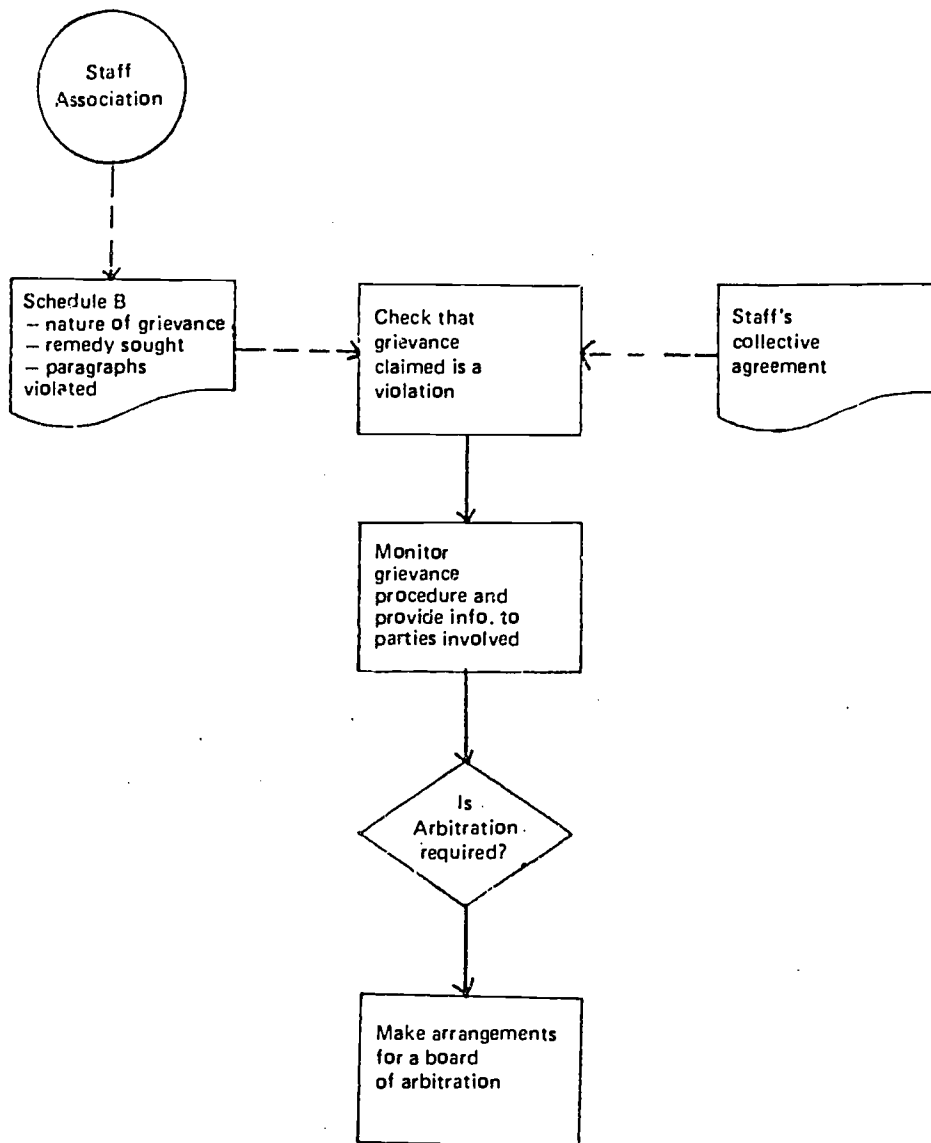 Staff
Association
Schedule B
– nature of grievance
– remedy sought
– paragraphs
violated
Check that
grievance
claimed is a
violation
Staff's
collective
agreement
Monitor
grievance
procedure and
provide info. to
parties involved
Is
Arbitration
required?
Make arrangements
for a board
of arbitration